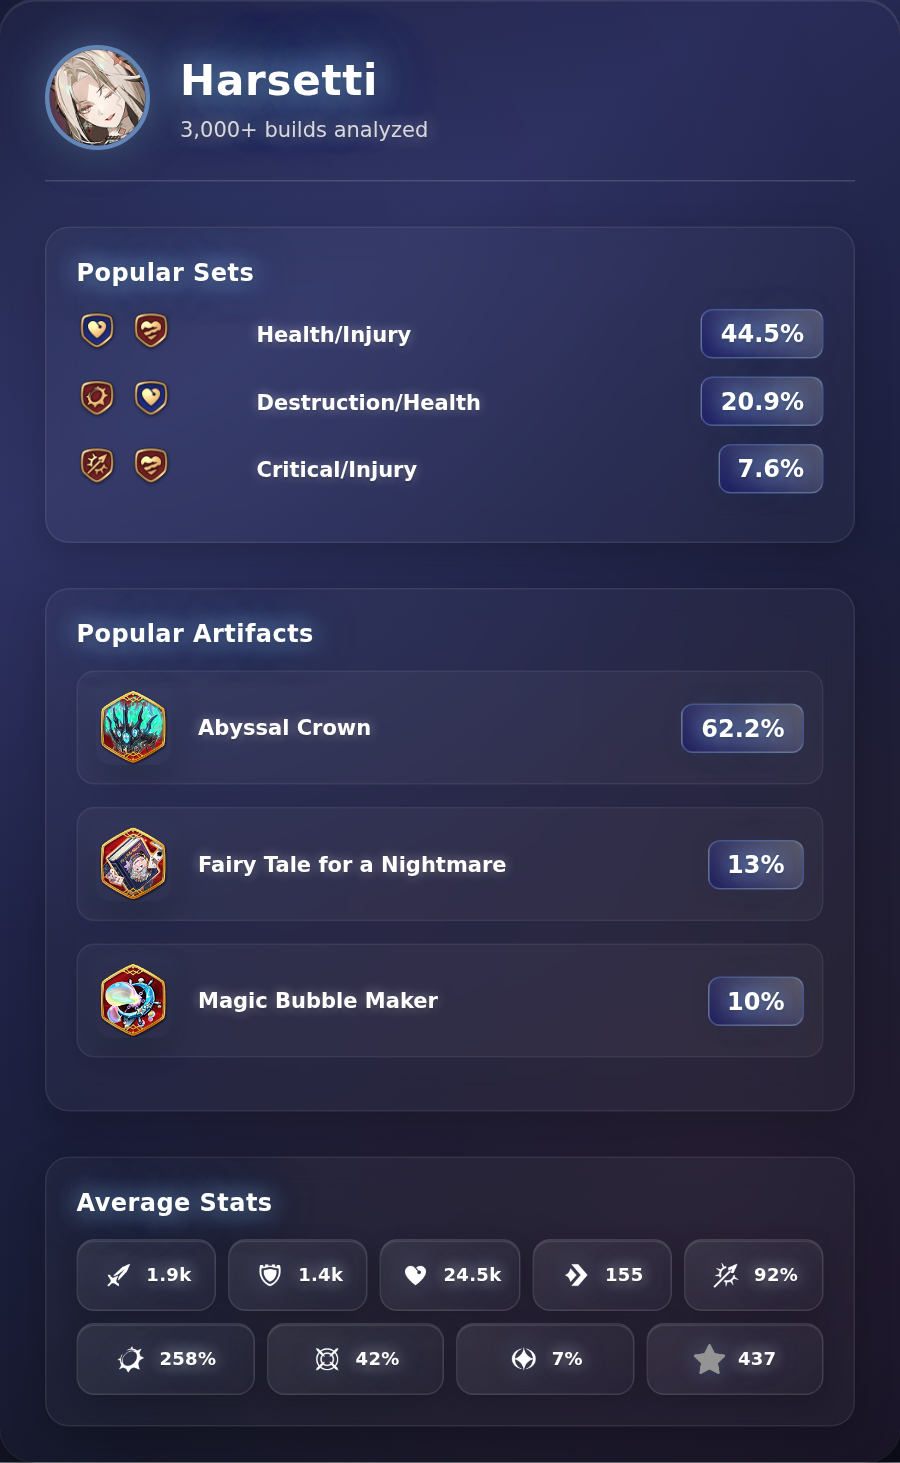 Harsetti
3,000+ builds analyzed
Popular Sets
Health/Injury 44.5%
Destruction/Health 20.9%
Critical/Injury 7.6%
Popular Artifacts
Abyssal Crown 62.2%
Fairy Tale for a Nightmare 13%
Magic Bubble Maker 10%
Average Stats
1.9k 1.4k 24.5k 155 92%
258% 42% 7% 437